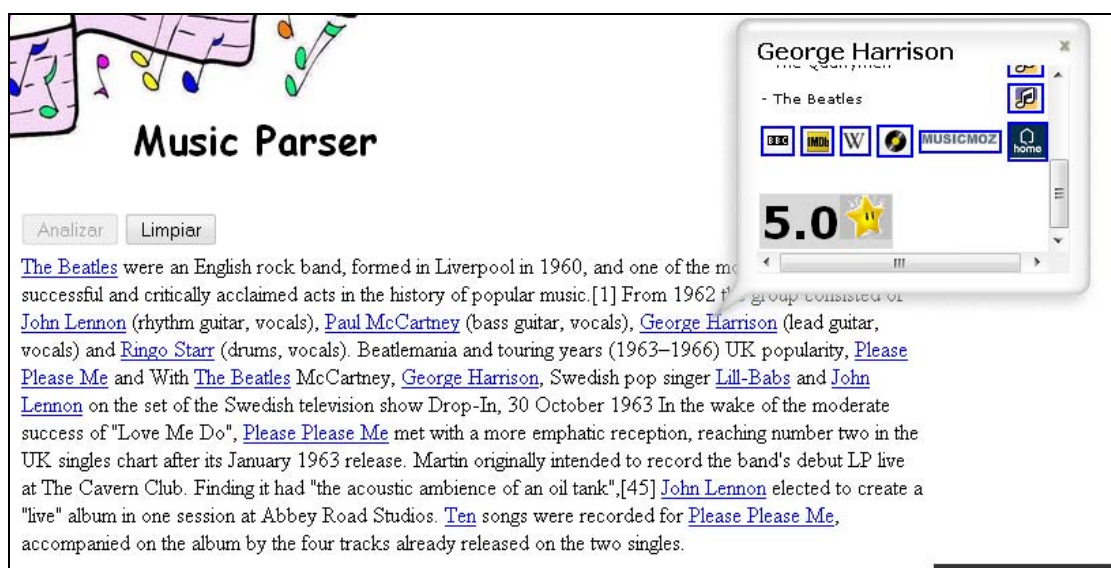 Music Parser
George Harrison
- The Quarrymen
- The Beatles
BBC IMDb W MUSICMOZ home
5.0
Analizar Limpiar
The Beatles were an English rock band, formed in Liverpool in 1960, and one of the
successful and critically acclaimed acts in the history of popular music.[1] From 1962 the group consisted of
John Lennon (rhythm guitar, vocals), Paul McCartney (bass guitar, vocals), George Harrison (lead guitar,
vocals) and Ringo Starr (drums, vocals). Beatlemania and touring years (1963–1966) UK popularity, Please
Please Me and With The Beatles McCartney, George Harrison, Swedish pop singer Lill-Babs and John
Lennon on the set of the Swedish television show Drop-In, 30 October 1963 In the wake of the moderate
success of "Love Me Do", Please Please Me met with a more emphatic reception, reaching number two in the
UK singles chart after its January 1963 release. Martin originally intended to record the band's debut LP live
at The Cavern Club. Finding it had "the acoustic ambience of an oil tank",[45] John Lennon elected to create a
"live" album in one session at Abbey Road Studios. Ten songs were recorded for Please Please Me,
accompanied on the album by the four tracks already released on the two singles.